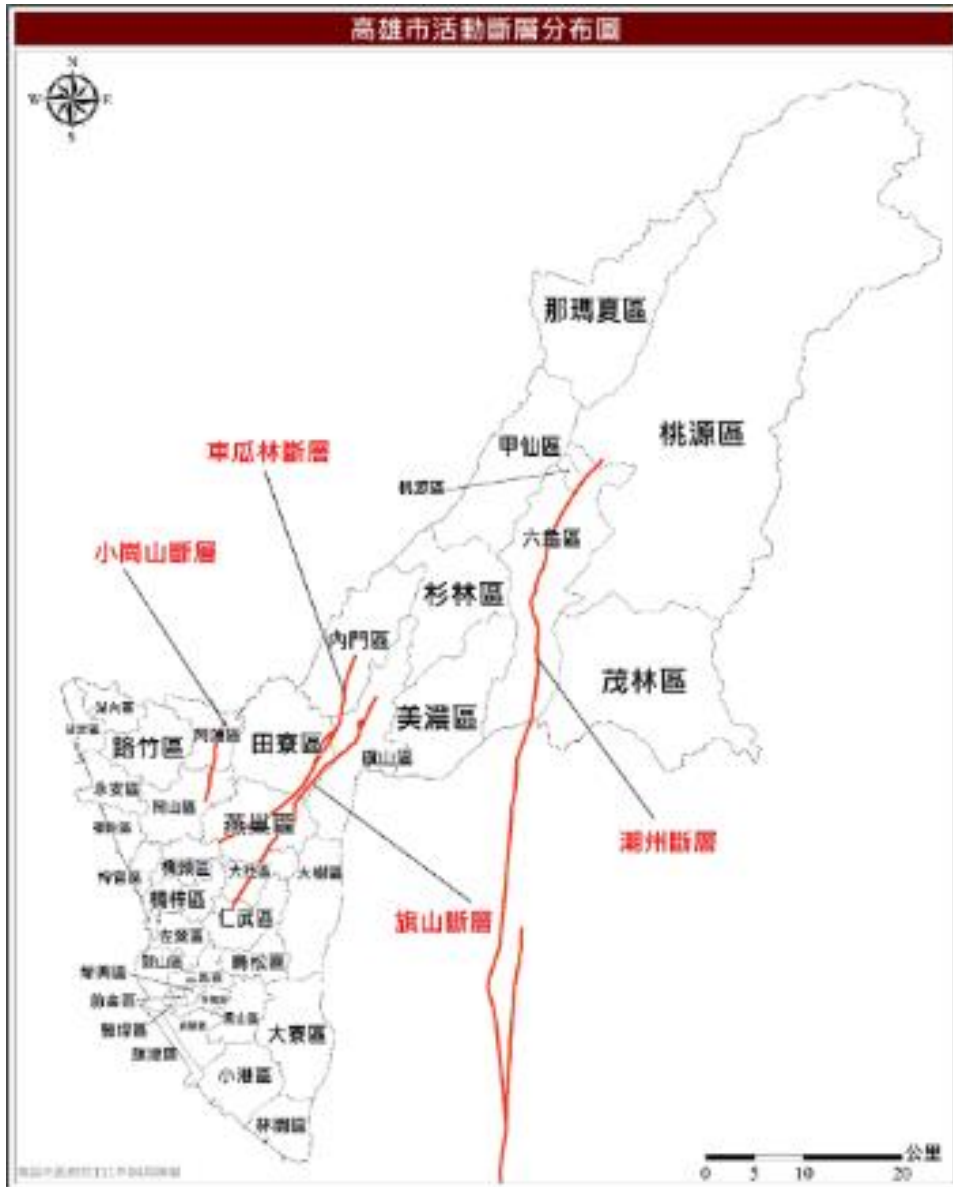 高雄市活動斷層分布圖
N
W E
S
那瑪夏區
桃源區
甲仙區
車瓜林斷層
桃源區
六龜區
小崗山斷層
杉林區
內門區
茂林區
美濃區
田寮區
阿蓮區
路竹區
旗山區
永安區
岡山區
燕巢區
潮州斷層
橋頭區
大社區
大樹區
楠梓區
仁武區
旗山斷層
左營區
鼓山區
鳥松區
鳳山區
大寮區
小港區
林園區
公里
0 5 10 20